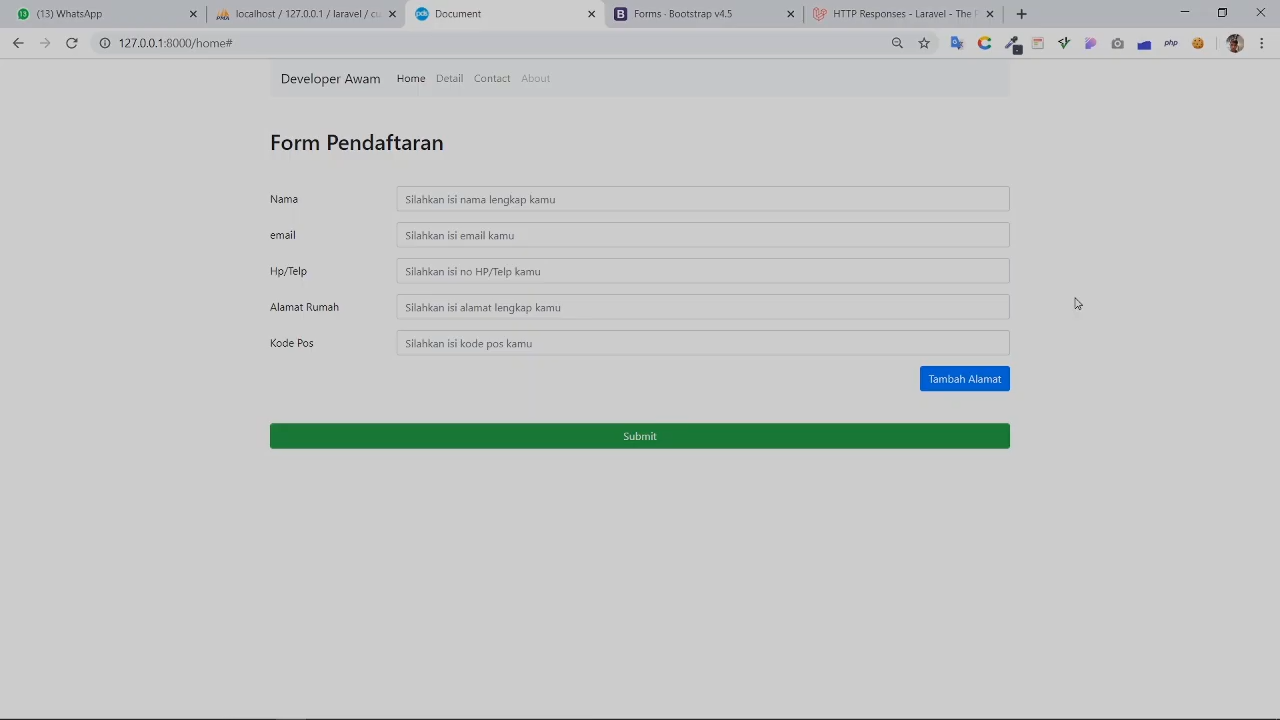 (13) WhatsApp
localhost / 127.0.0.1 / laravel / cu
Document
Forms · Bootstrap v4.5
HTTP Responses - Laravel - The P
127.0.0.1:8000/home#
php
Developer Awam Home Detail Contact About
Form Pendaftaran
Nama Silahkan isi nama lengkap kamu
email Silahkan isi email kamu
Hp/Telp Silahkan isi no HP/Telp kamu
Alamat Rumah Silahkan isi alamat lengkap kamu
Kode Pos Silahkan isi kode pos kamu
Tambah Alamat
Submit